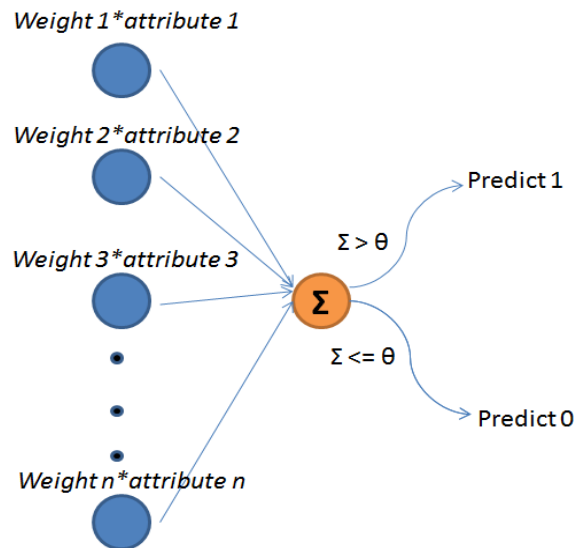 Weight 1*attribute 1
Weight 2*attribute 2
Predict 1
Σ > θ
Weight 3*attribute 3
Σ
Σ <= θ
Predict 0
Weight n*attribute n